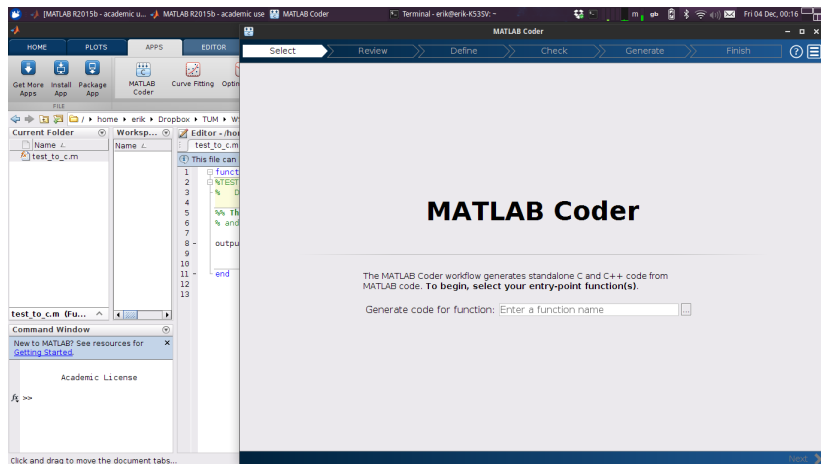 [MATLAB R2015b - academic u... MATLAB R2015b - academic use MATLAB Coder Terminal - erik@erik-K53SV: ~ m gb Fri 04 Dec, 00:16
MATLAB Coder
HOME PLOTS APPS EDITOR
Select Review Define Check Generate Finish
Get More Apps Install App Package App MATLAB Coder Curve Fitting Optim
FILE
/ home erik Dropbox TUM WS
Current Folder Worksp... Editor - /ho
Name Name test_to_c.m
test_to_c.m This file can
1 funct
2 %TEST
3 % D
4
5 %% Th
6 % and
7
8 - outpu
9
10
11 - end
12
13
MATLAB Coder
The MATLAB Coder workflow generates standalone C and C++ code from
MATLAB code. To begin, select your entry-point function(s).
Generate code for function: Enter a function name ...
test_to_c.m (Fu...
Command Window
New to MATLAB? See resources for
Getting Started.
Academic License
fx >>
Click and drag to move the document tabs...
Next